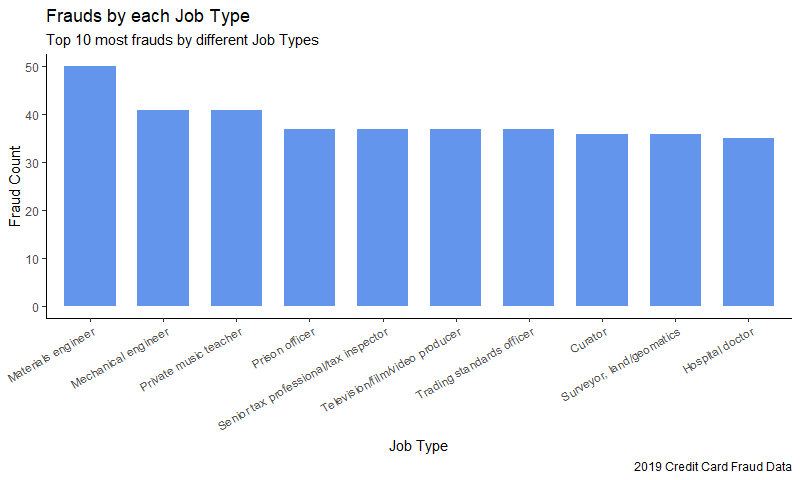 Frauds by each Job Type
Top 10 most frauds by different Job Types
Fraud Count
50
40
30
20
10
0
Materials engineer
Mechanical engineer
Private music teacher
Prison officer
Senior tax professional/tax inspector
Television/film/video producer
Trading standards officer
Curator
Surveyor, land/geomatics
Hospital doctor
Job Type
2019 Credit Card Fraud Data